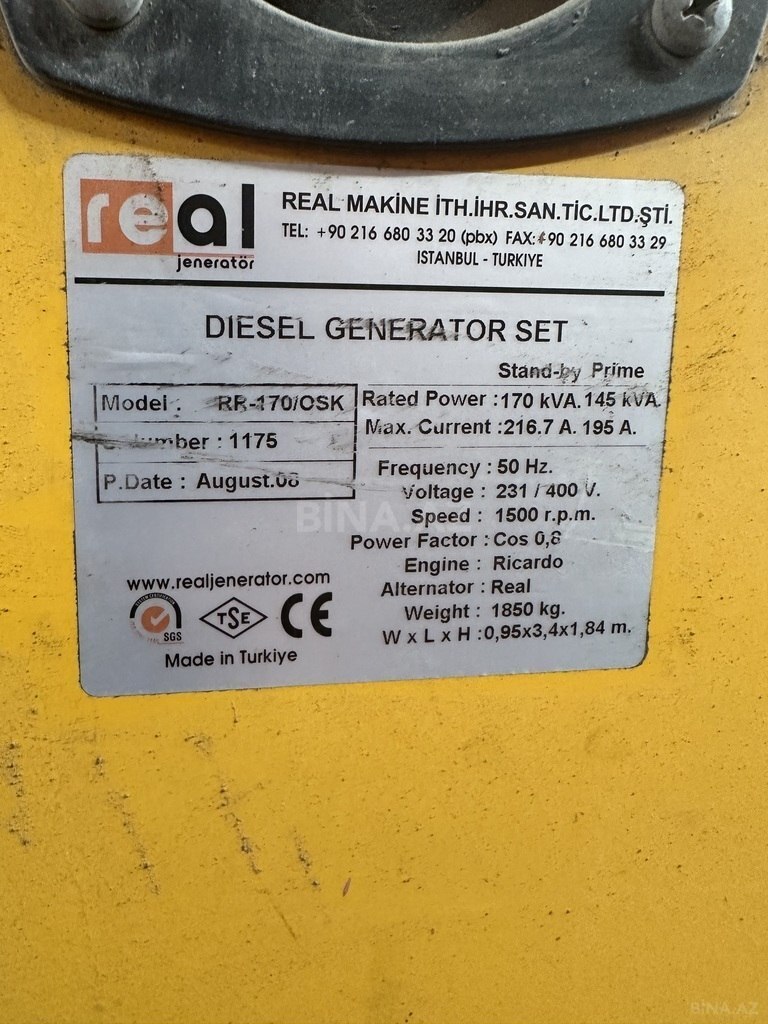 real
jeneratör
REAL MAKİNE İTH.İHR.SAN.TİC.LTD.ŞTİ.
TEL: +90 216 680 33 20 (pbx) FAX:+90 216 680 33 29
ISTANBUL - TURKIYE
DIESEL GENERATOR SET
Stand-by Prime
Model : RR-170/OSK
: 1175
P.Date : August.08
Rated Power :170 kVA.145 kVA.
Max. Current :216.7 A. 195 A.
Frequency : 50 Hz.
Voltage : 231 / 400 V.
Speed : 1500 r.p.m.
Power Factor : Cos 0,8
Engine : Ricardo
Alternator : Real
Weight : 1850 kg.
W x L x H :0,95x3,4x1,84 m.
www.realjenerator.com
SGS
TSE
CE
Made in Turkiye
BINA.AZ
BINA.AZ